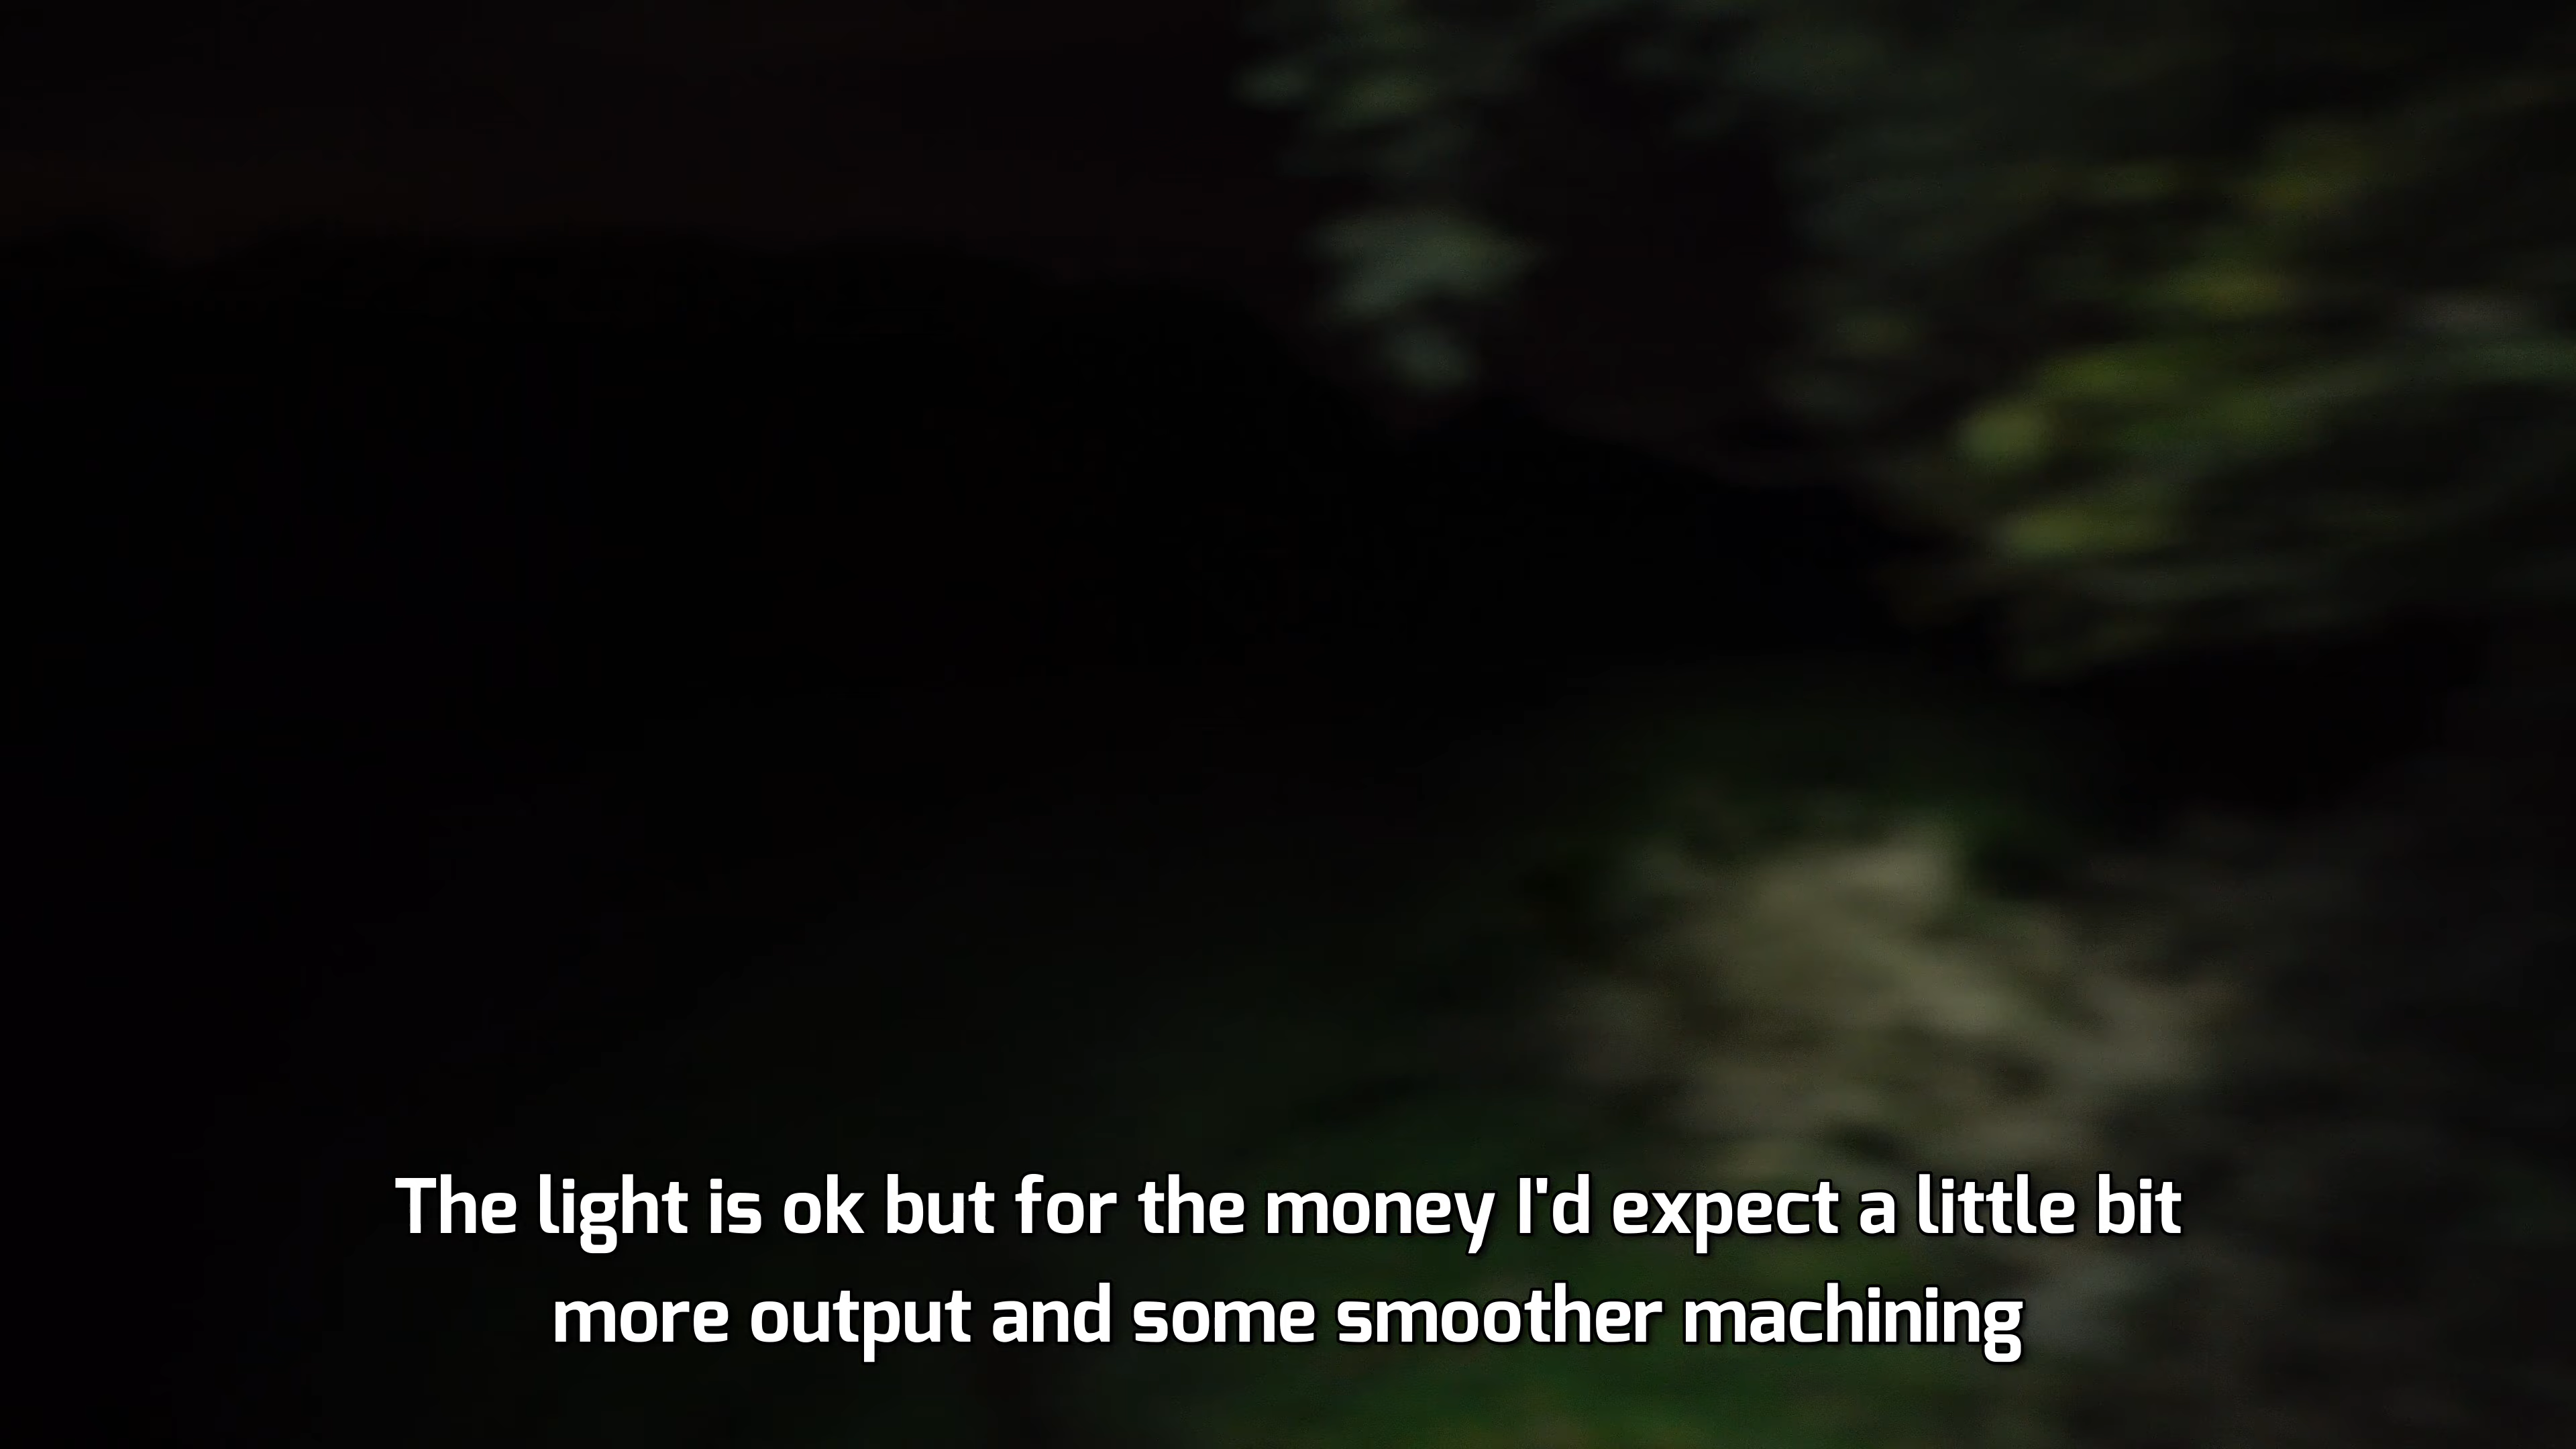 The light is ok but for the money I'd expect a little bit
more output and some smoother machining